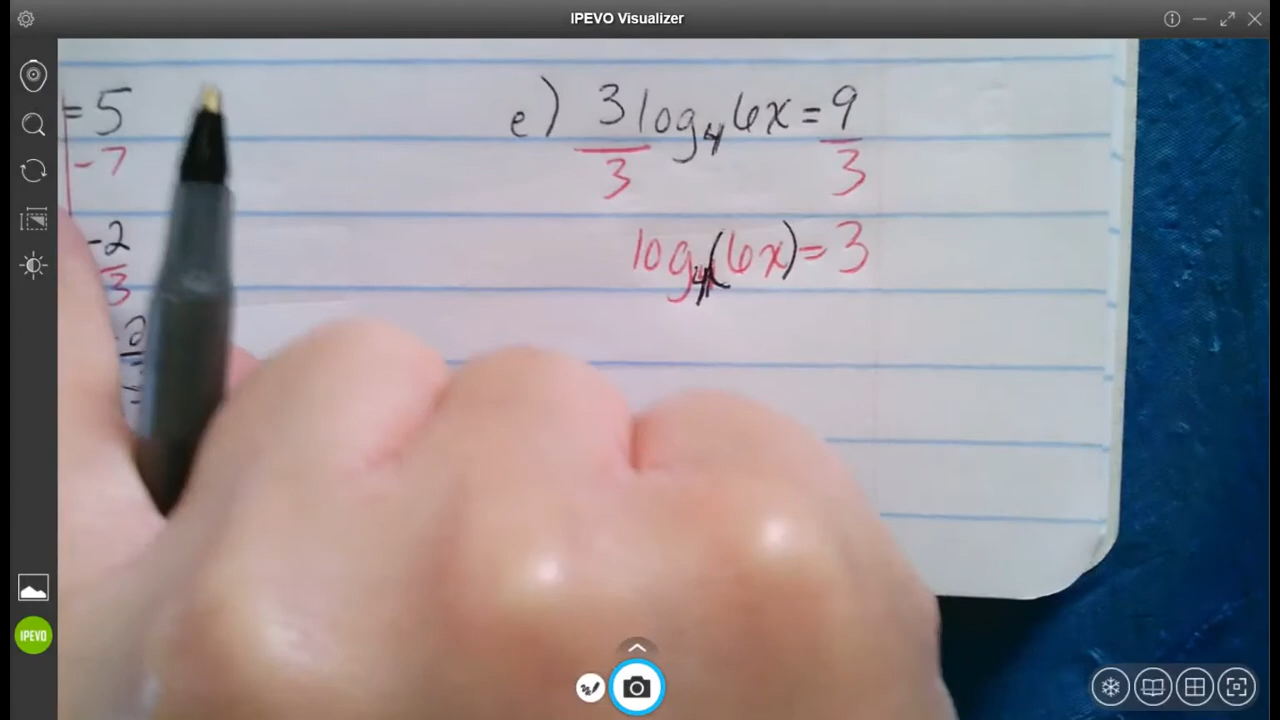 IPEVO Visualizer
= 5
- 7
-2
3
e) 3log₄6x = 9
3 3
log₄(6x) = 3
IPEVO